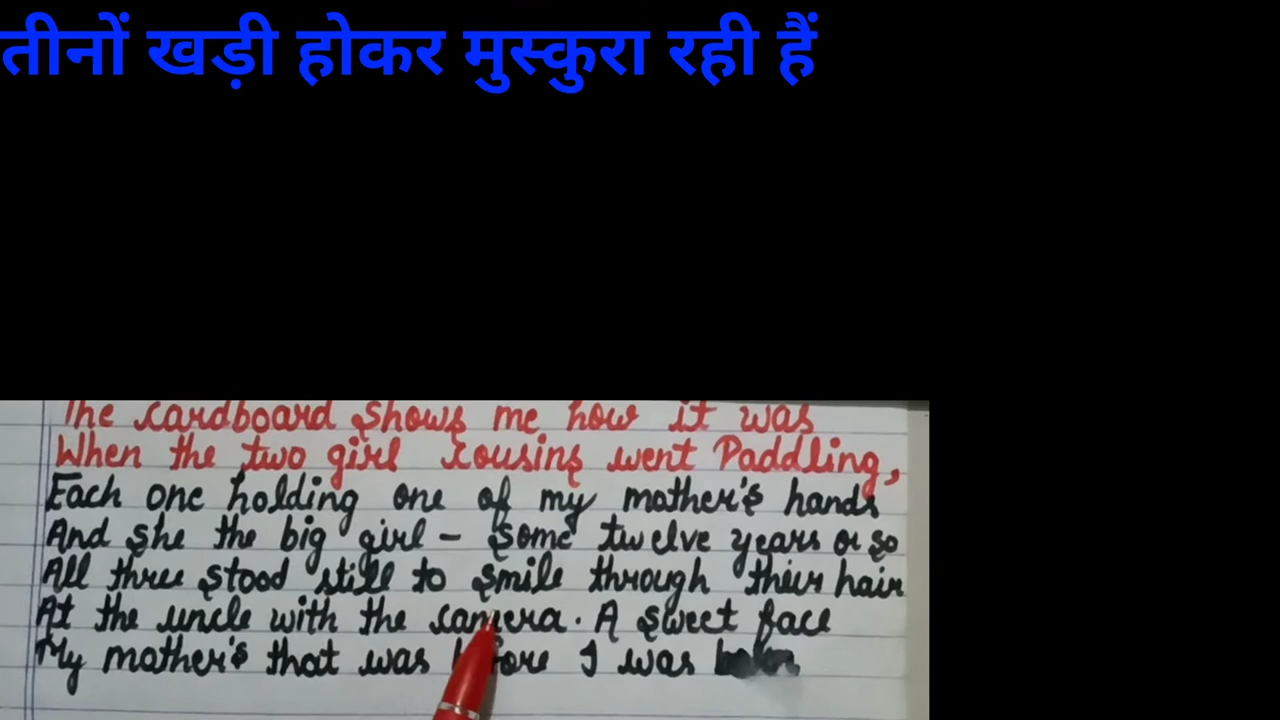 तीनों खड़ी होकर मुस्कुरा रही हैं
The cardboard shows me how it was
When the two girl cousins went Paddling,
Each one holding one of my mother's hands
And she the big girl - some twelve years or so
All three stood still to smile through their hair
At the uncle with the camera. A sweet face
My mother's that was before I was